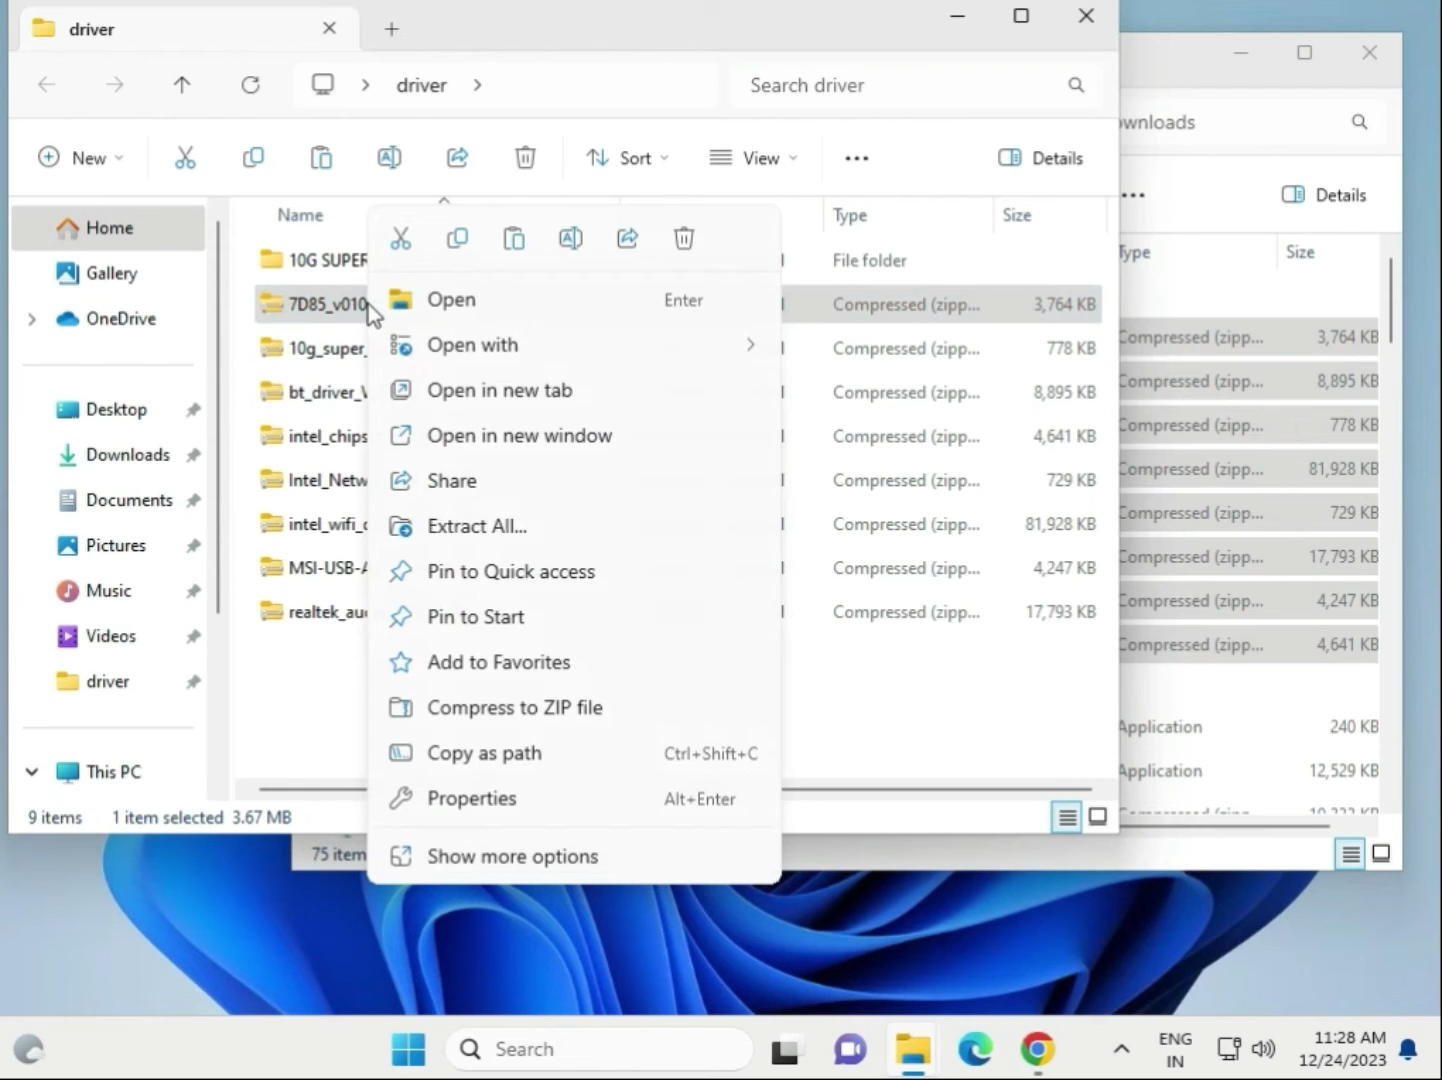 driver
driver
Search driver
New
Sort
View
Details
Home
Gallery
OneDrive
Desktop
Downloads
Documents
Pictures
Music
Videos
driver
This PC
Name
Type
Size
10G SUPER
File folder
7D85_v010
Compressed (zipp...
3,764 KB
10g_super_
Compressed (zipp...
778 KB
bt_driver_
Compressed (zipp...
8,895 KB
intel_chips
Compressed (zipp...
4,641 KB
Intel_Netw
Compressed (zipp...
729 KB
intel_wifi_
Compressed (zipp...
81,928 KB
MSI-USB-
Compressed (zipp...
4,247 KB
realtek_au
Compressed (zipp...
17,793 KB
9 items 1 item selected 3.67 MB
Open Enter
Open with
Open in new tab
Open in new window
Share
Extract All...
Pin to Quick access
Pin to Start
Add to Favorites
Compress to ZIP file
Copy as path Ctrl+Shift+C
Properties Alt+Enter
Show more options
wnloads
Details
Type
Size
Compressed (zipp... 3,764 KB
Compressed (zipp... 8,895 KB
Compressed (zipp... 778 KB
Compressed (zipp... 81,928 KB
Compressed (zipp... 729 KB
Compressed (zipp... 17,793 KB
Compressed (zipp... 4,247 KB
Compressed (zipp... 4,641 KB
Application 240 KB
Application 12,529 KB
75 item
Search
ENG
IN
11:28 AM
12/24/2023